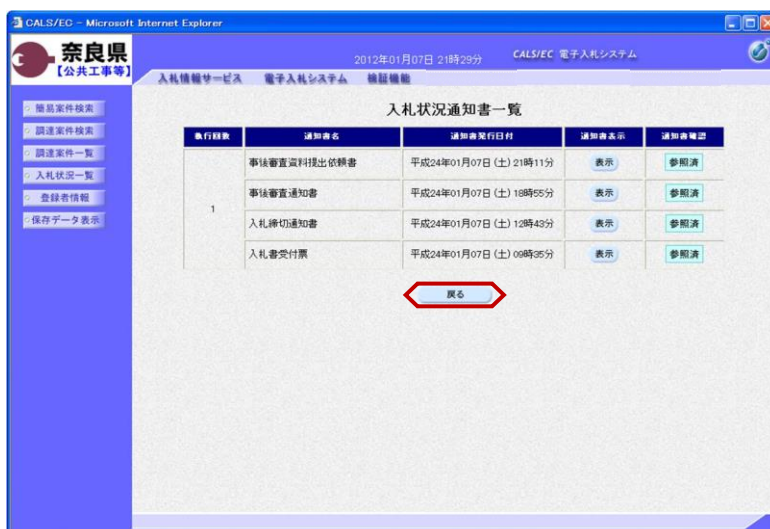 CALS/EC - Microsoft Internet Explorer
奈良県
【公共工事等】
2012年01月07日 21時29分
CALS/EC 電子入札システム
入札情報サービス 電子入札システム 検証機能
簡易案件検索
調達案件検索
調達案件一覧
入札状況一覧
登録者情報
保存データ表示
入札状況通知書一覧
執行回数 通知書名 通知書発行日付 通知書表示 通知書確認
1
事後審査資料提出依頼書 平成24年01月07日(土)21時11分 表示 参照済
事後審査通知書 平成24年01月07日(土)18時55分 表示 参照済
入札締切通知書 平成24年01月07日(土)12時43分 表示 参照済
入札書受付票 平成24年01月07日(土)09時35分 表示 参照済
戻る